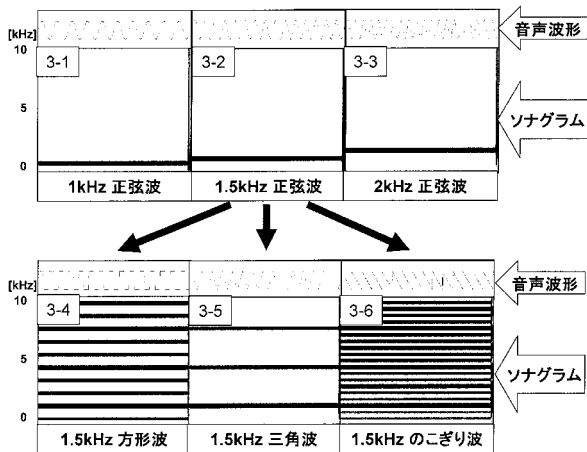 [kHz]
音声波形
10
3-1
3-2
3-3
5
ソナグラム
0
1kHz 正弦波
1.5kHz 正弦波
2kHz 正弦波
[kHz]
音声波形
10
3-4
3-5
3-6
5
ソナグラム
0
1.5kHz 方形波
1.5kHz 三角波
1.5kHz のこぎり波